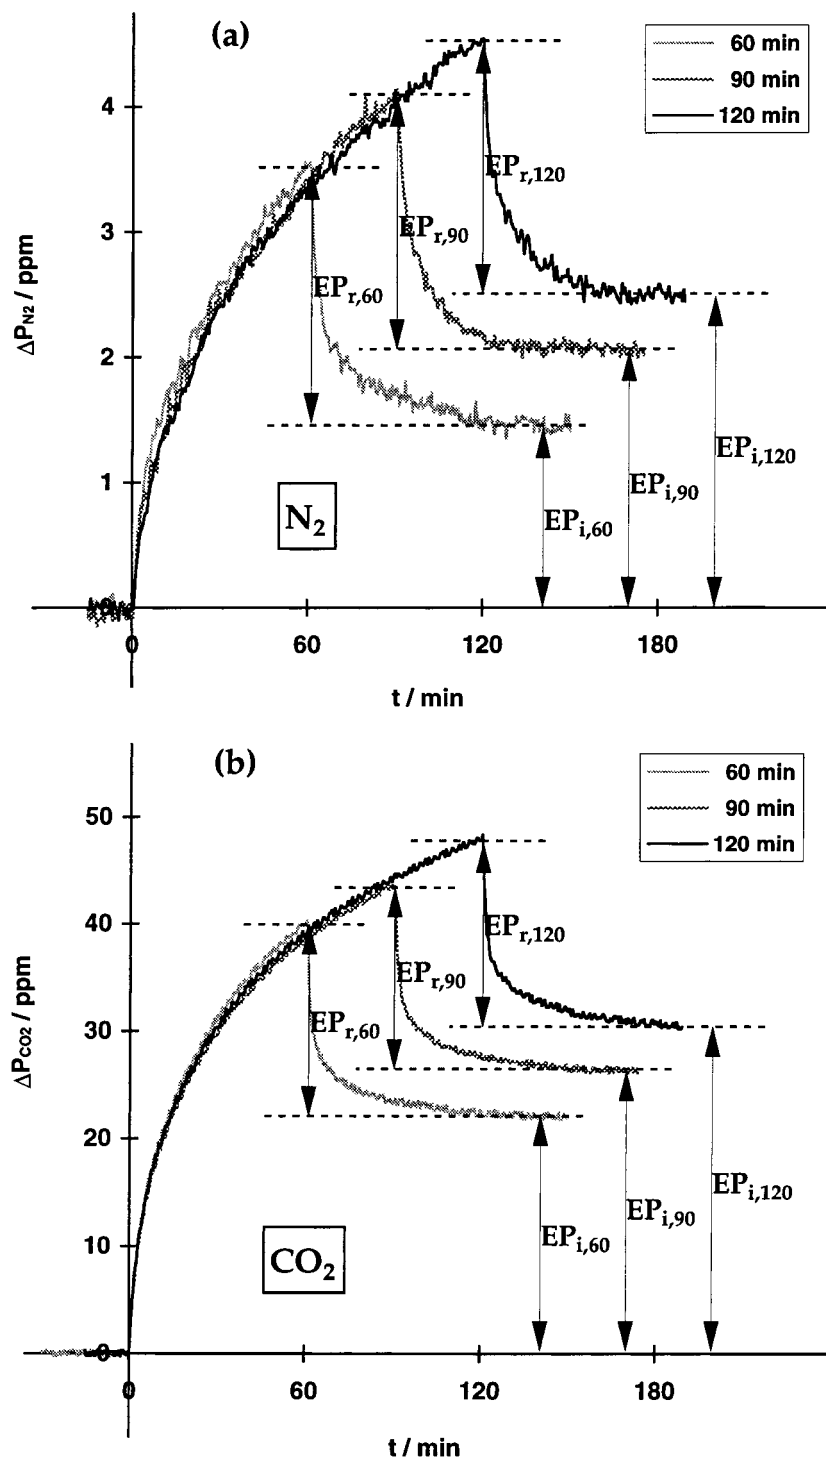 (a)
60 min
90 min
120 min
4
3
2
1
0
ΔP_N2 / ppm
EP_r,120
EP_r,90
EP_r,60
EP_i,120
EP_i,90
EP_i,60
N₂
0
60
120
180
t / min
(b)
60 min
90 min
120 min
50
40
30
20
10
0
ΔP_CO2 / ppm
EP_r,120
EP_r,90
EP_r,60
EP_i,120
EP_i,90
EP_i,60
CO₂
0
60
120
180
t / min